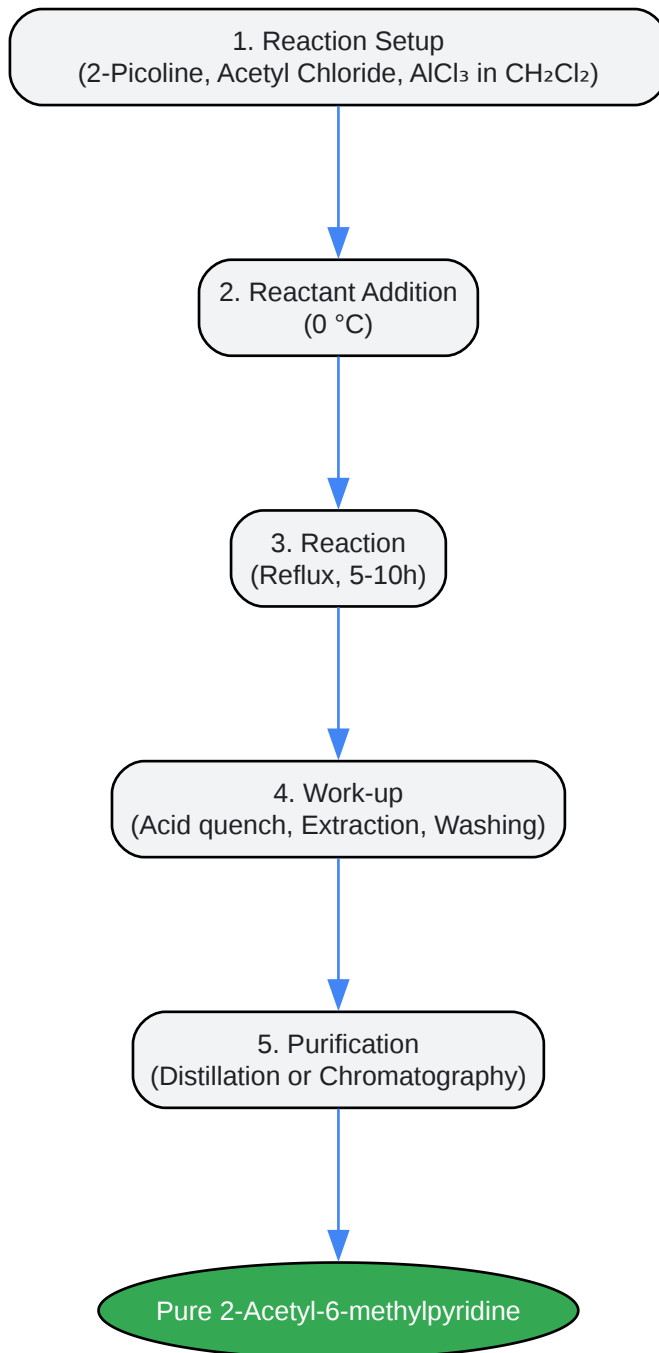 1. Reaction Setup
(2-Picoline, Acetyl Chloride, AlCl₃ in CH₂Cl₂)
2. Reactant Addition
(0 °C)
3. Reaction
(Reflux, 5-10h)
4. Work-up
(Acid quench, Extraction, Washing)
5. Purification
(Distillation or Chromatography)
Pure 2-Acetyl-6-methylpyridine